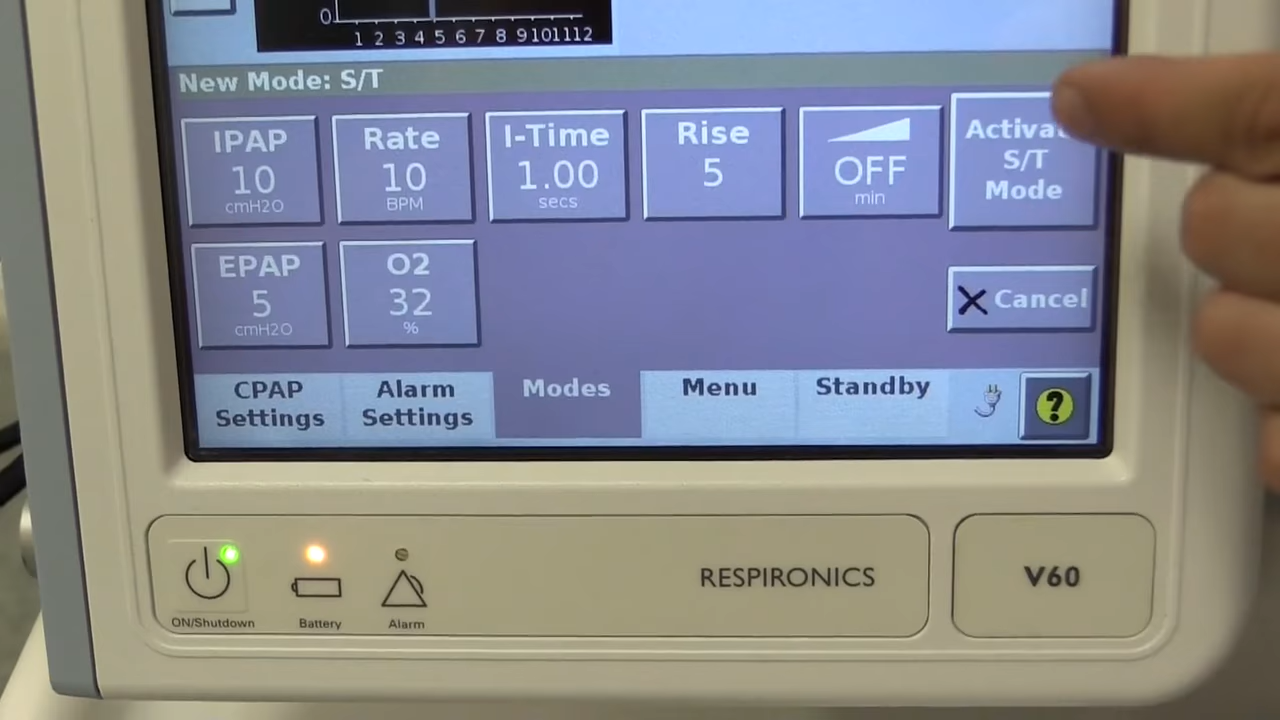 0
1 2 3 4 5 6 7 8 9 10 11 12
New Mode: S/T
IPAP
10
cmH2O
Rate
10
BPM
I-Time
1.00
secs
Rise
5
OFF
min
S/T
Mode
EPAP
5
cmH2O
O2
32
%
Cancel
CPAP
Settings
Alarm
Settings
Modes
Menu
Standby
?
ON/Shutdown
Battery
Alarm
RESPIRONICS
V60